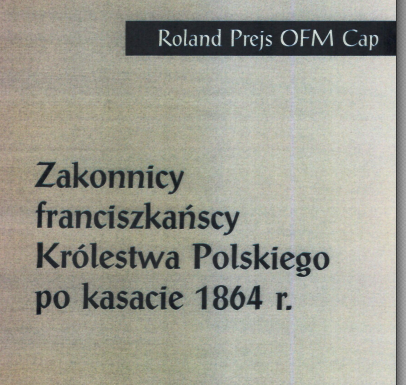 Roland Prejs OFM Cap
Zakonnicy
franciszkańscy
Królestwa Polskiego
po kasacie 1864 r.